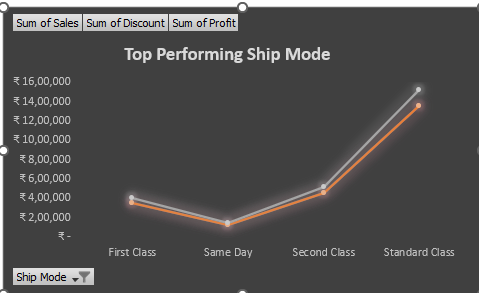 Sum of Sales Sum of Discount Sum of Profit
Top Performing Ship Mode
₹ 16,00,000
₹ 14,00,000
₹ 12,00,000
₹ 10,00,000
₹ 8,00,000
₹ 6,00,000
₹ 4,00,000
₹ 2,00,000
₹ -
First Class Same Day Second Class Standard Class
Ship Mode